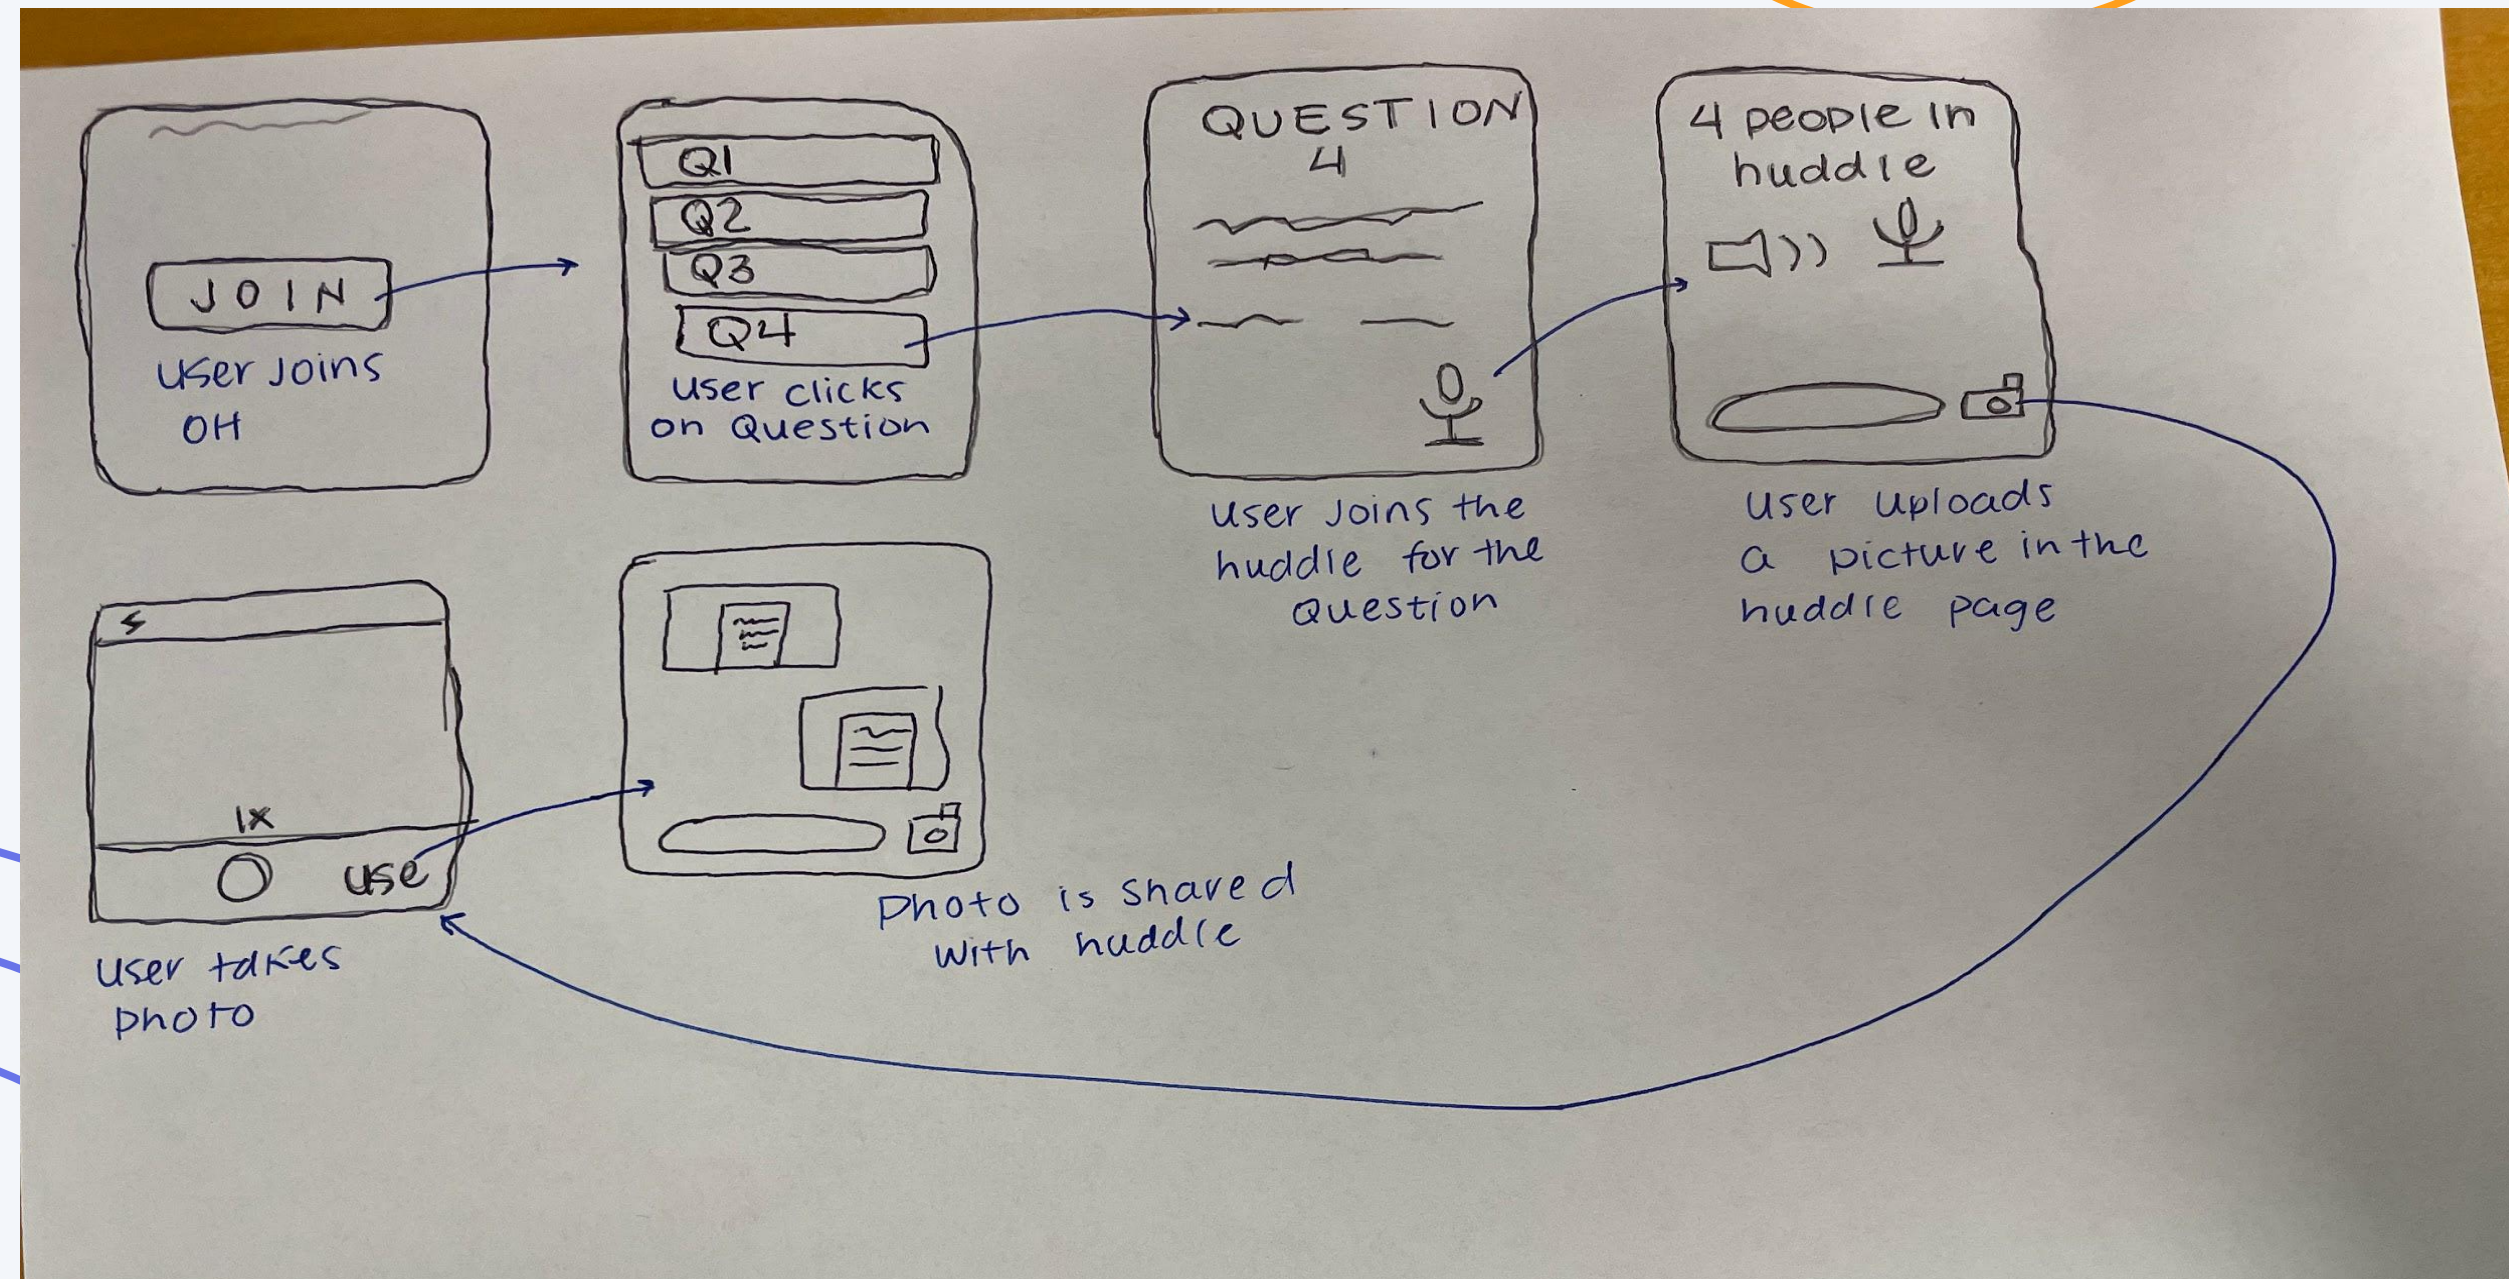 JOIN
user joins
OH
Q1
Q2
Q3
Q4
user clicks
on Question
QUESTION
4
user joins the
huddle for the
Question
4 people in
huddle
user uploads
a picture in the
huddle page
1x
use
user takes
photo
photo is shared
with huddle